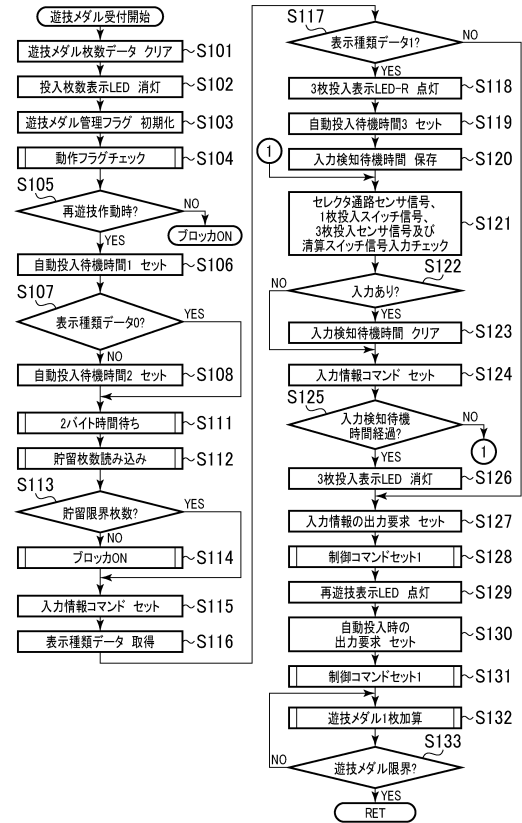 遊技メダル受付開始
遊技メダル枚数データ クリア
S101
投入枚数表示LED 消灯
S102
遊技メダル管理フラグ 初期化
S103
動作フラグチェック
S104
S105
再遊技作動時?
NO
ブロッカON
YES
自動投入待機時間1 セット
S106
S107
表示種類データ0?
YES
NO
自動投入待機時間2 セット
S108
2バイト時間待ち
S111
貯留枚数読み込み
S112
S113
貯留限界枚数?
YES
NO
ブロッカON
S114
入力情報コマンド セット
S115
表示種類データ 取得
S116
S117
表示種類データ1?
NO
YES
3枚投入表示LED-R 点灯
S118
自動投入待機時間3 セット
S119
1
入力検知待機時間 保存
S120
セレクタ通路センサ信号、
1枚投入スイッチ信号、
3枚投入センサ信号及び
清算スイッチ信号入力チェック
S121
S122
入力あり?
NO
YES
入力検知待機時間 クリア
S123
入力情報コマンド セット
S124
S125
入力検知待機
時間経過?
NO
1
YES
3枚投入表示LED 消灯
S126
入力情報の出力要求 セット
S127
制御コマンドセット1
S128
再遊技表示LED 点灯
S129
自動投入時の
出力要求 セット
S130
制御コマンドセット1
S131
遊技メダル1枚加算
S132
S133
遊技メダル限界?
NO
YES
RET